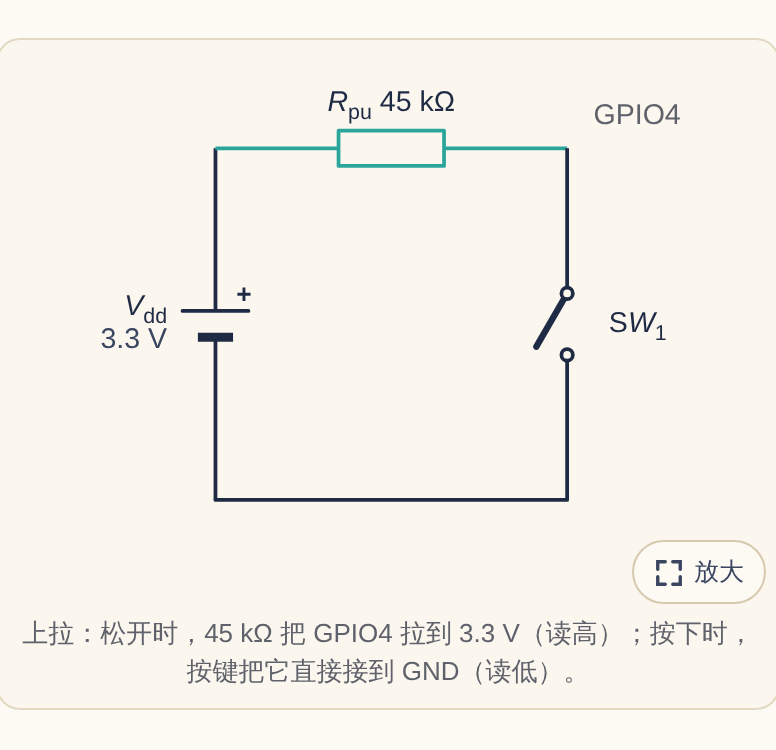 Rpu 45 kΩ
GPIO4
+
Vdd
3.3 V
SW1
放大
上拉：松开时，45 kΩ 把 GPIO4 拉到 3.3 V（读高）；按下时，
按键把它直接接到 GND（读低）。